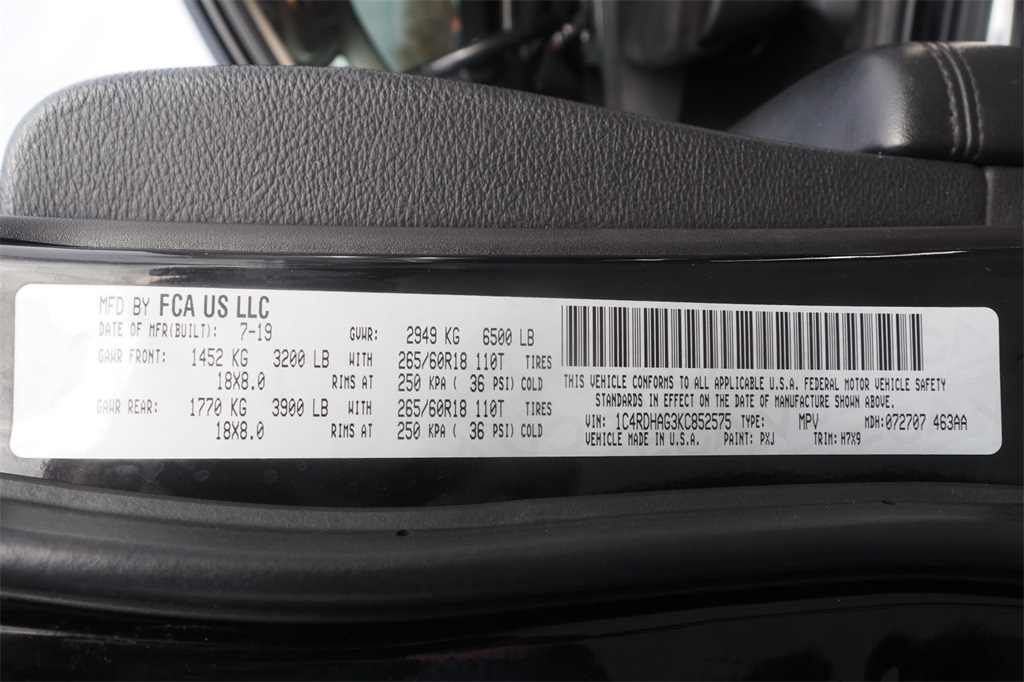 MFD BY FCA US LLC
DATE OF MFR(BUILT): 7-19 GVWR: 2949 KG 6500 LB
GAWR FRONT: 1452 KG 3200 LB WITH 265/60R18 110T TIRES
18X8.0 RIMS AT 250 KPA ( 36 PSI) COLD
GAWR REAR: 1770 KG 3900 LB WITH 265/60R18 110T TIRES
18X8.0 RIMS AT 250 KPA ( 36 PSI) COLD
THIS VEHICLE CONFORMS TO ALL APPLICABLE U.S.A. FEDERAL MOTOR VEHICLE SAFETY
STANDARDS IN EFFECT ON THE DATE OF MANUFACTURE SHOWN ABOVE.
VIN: 1C4RDHAG3KC852575 TYPE: MPV MDH: 072707 463AA
VEHICLE MADE IN U.S.A. PAINT: PXJ TRIM: H7X9